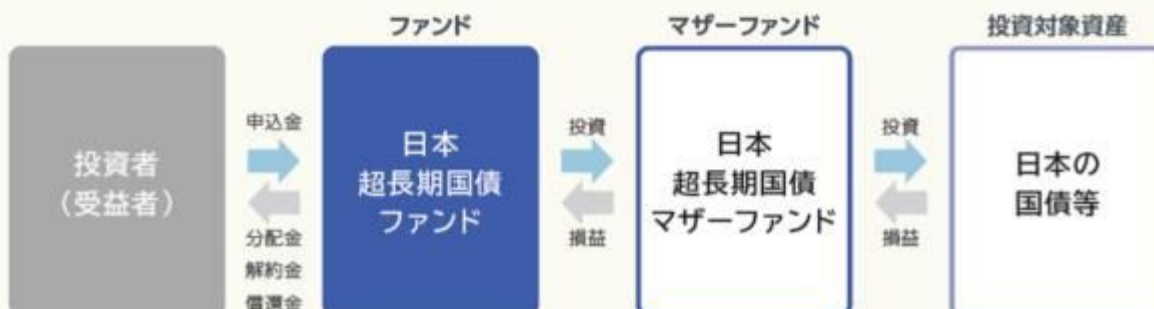 ファンド
マザーファンド
投資対象資産
投資者
（受益者）
申込金
分配金
解約金
償還金
日本
超長期国債
ファンド
投資
損益
日本
超長期国債
マザーファンド
投資
損益
日本の
国債等